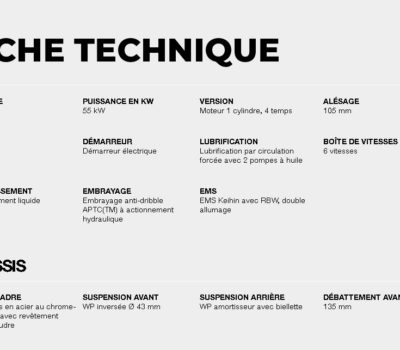 CHE TECHNIQUE
E
PUISSANCE EN KW
55 kW
VERSION
Moteur 1 cylindre, 4 temps
ALÉSAGE
105 mm
DÉMARREUR
Démarreur électrique
LUBRIFICATION
Lubrification par circulation
forcée avec 2 pompes à huile
BOÎTE DE VITESSES
6 vitesses
SSEMENT
ment liquide
EMBRAYAGE
Embrayage anti-dribble
APTC(TM) à actionnement
hydraulique
EMS
EMS Keihin avec RBW, double
allumage
SSIS
ADRE
s en acier au chrome-
avec revêtement
udre
SUSPENSION AVANT
WP inversée Ø 43 mm
SUSPENSION ARRIÈRE
WP amortisseur avec biellette
DÉBATTEMENT AVAN
135 mm